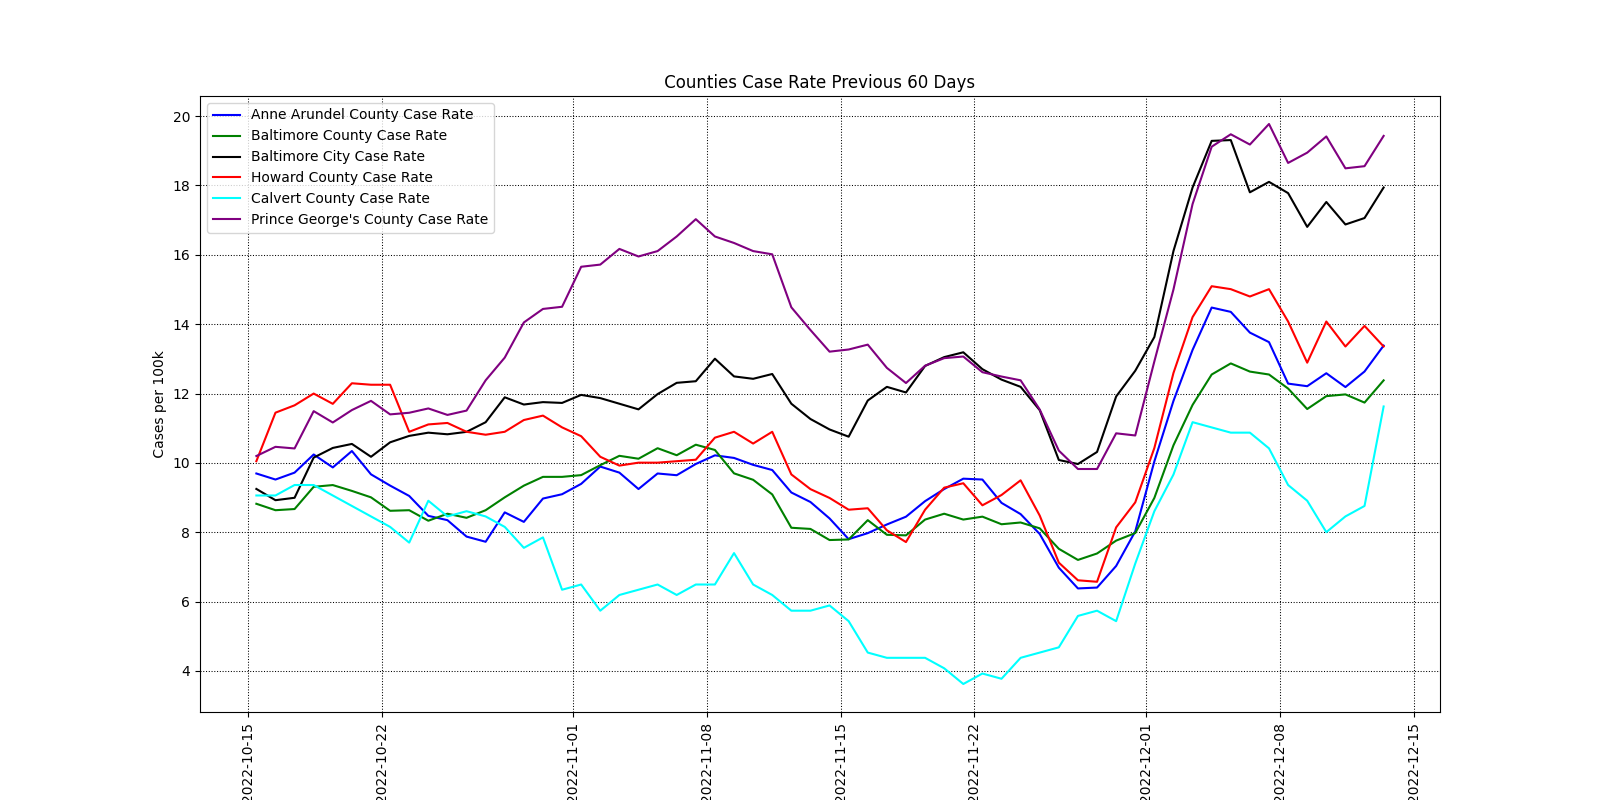 Counties Case Rate Previous 60 Days
Anne Arundel County Case Rate
Baltimore County Case Rate
Baltimore City Case Rate
Howard County Case Rate
Calvert County Case Rate
Prince George's County Case Rate
Cases per 100k
20
18
16
14
12
10
8
6
4
2022-10-15
2022-10-22
2022-11-01
2022-11-08
2022-11-15
2022-11-22
2022-12-01
2022-12-08
2022-12-15